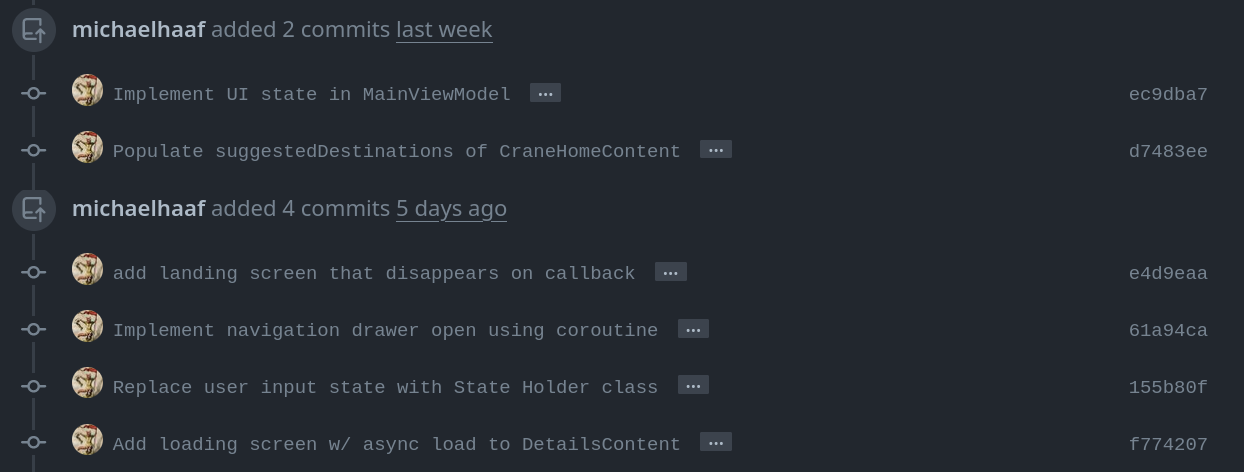 michaelhaaf added 2 commits last week
Implement UI state in MainViewModel ... ec9dba7
Populate suggestedDestinations of CraneHomeContent ... d7483ee
michaelhaaf added 4 commits 5 days ago
add landing screen that disappears on callback ... e4d9eaa
Implement navigation drawer open using coroutine ... 61a94ca
Replace user input state with State Holder class ... 155b80f
Add loading screen w/ async load to DetailsContent ... f774207